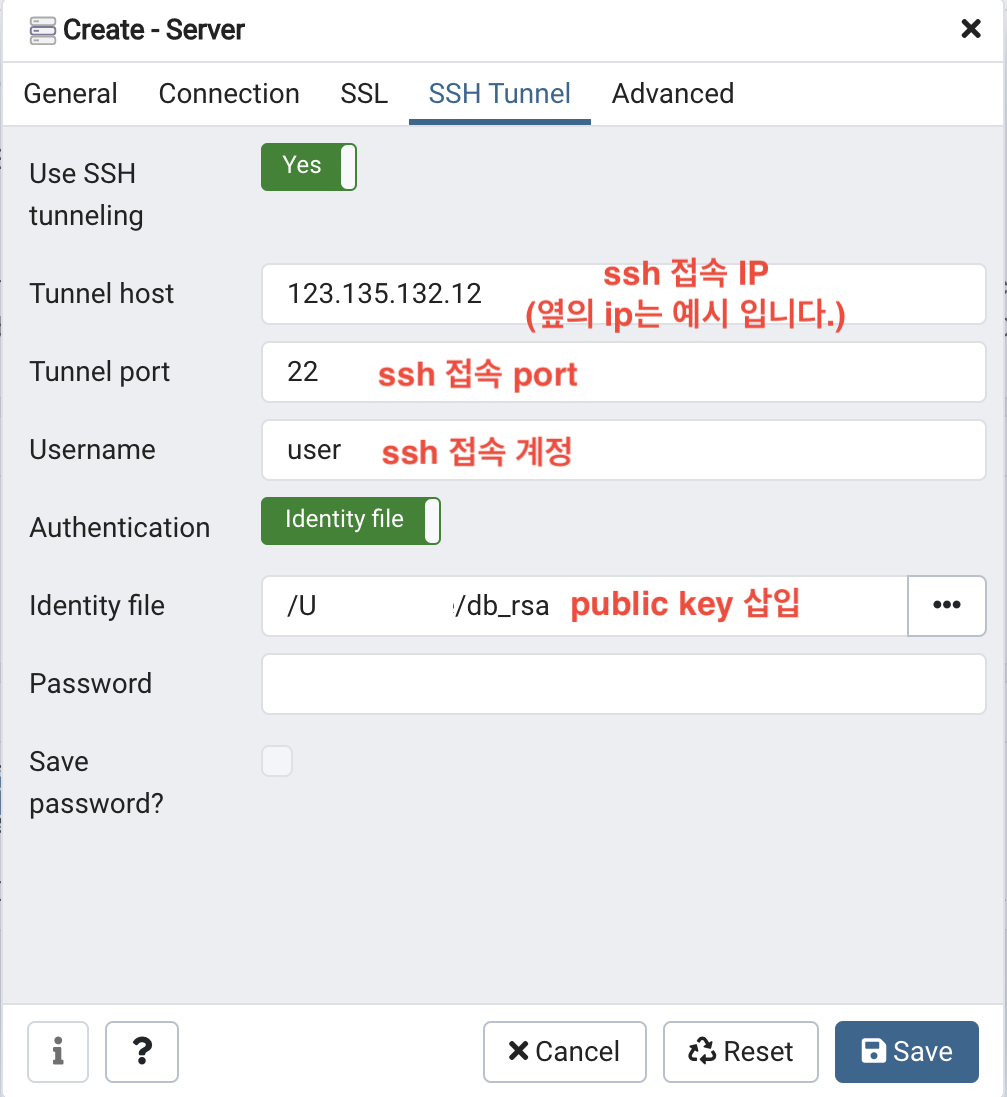 Create - Server
General Connection SSL SSH Tunnel Advanced
Use SSH
tunneling
Yes
Tunnel host
123.135.132.12
ssh 접속 IP
(옆의 ip는 예시 입니다.)
Tunnel port
22
ssh 접속 port
Username
user
ssh 접속 계정
Authentication
Identity file
Identity file
/U
/db_rsa
public key 삽입
•••
Password
Save
password?
i
?
Cancel
Reset
Save